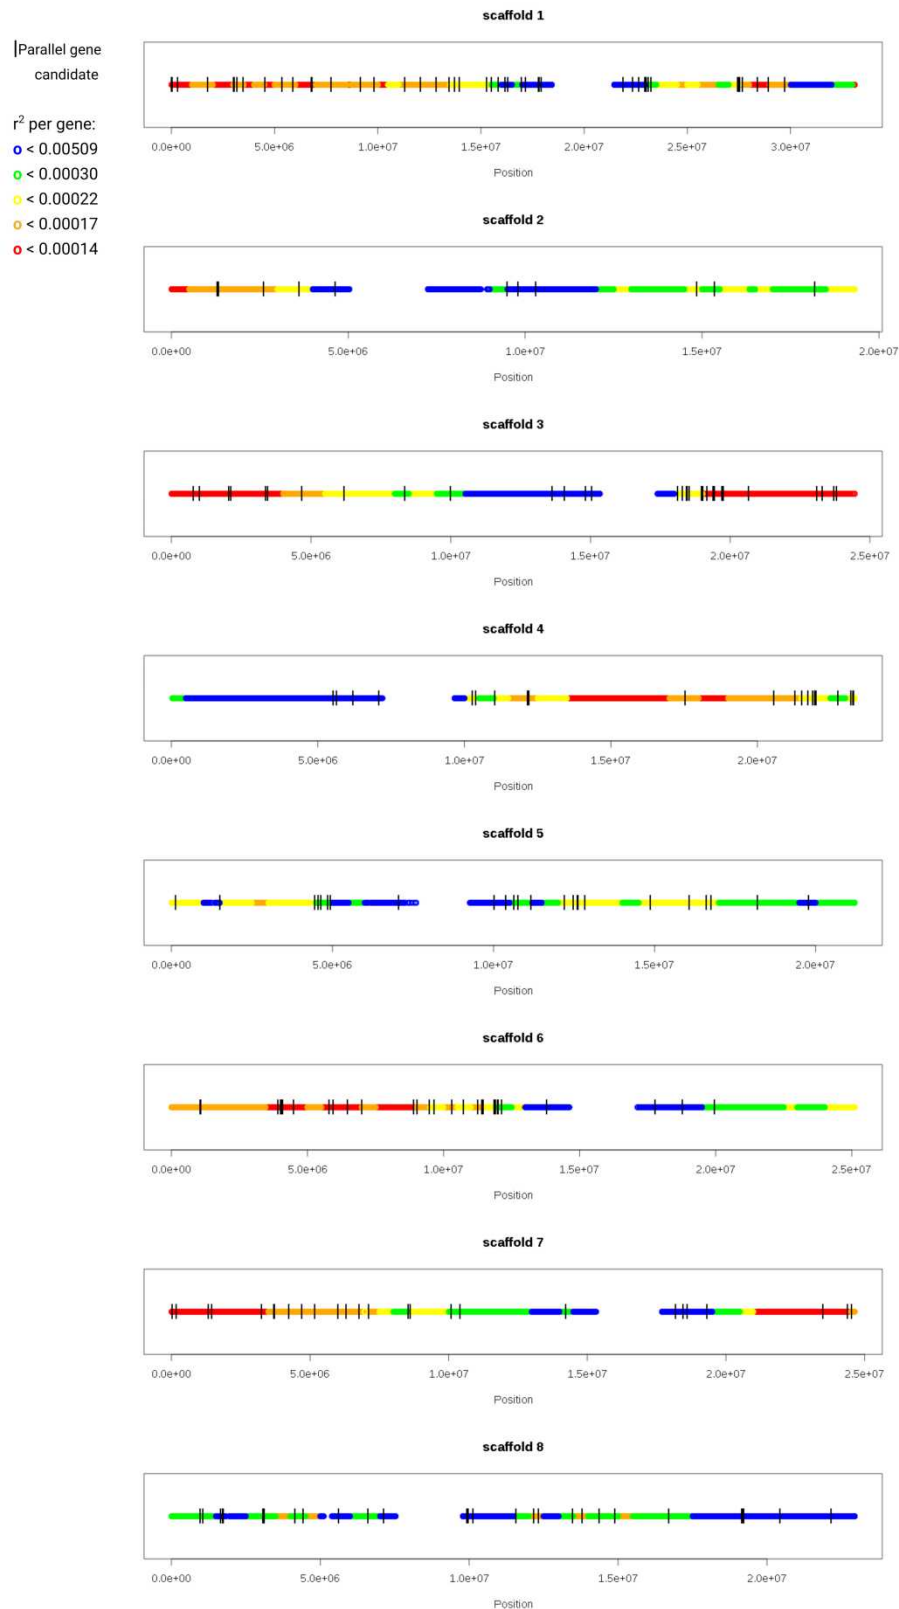 scaffold 1
Parallel gene
candidate
r² per gene:
o < 0.00509
o < 0.00030
o < 0.00022
o < 0.00017
o < 0.00014
0.0e+00 5.0e+06 1.0e+07 1.5e+07 2.0e+07 2.5e+07 3.0e+07
Position
scaffold 2
0.0e+00 5.0e+06 1.0e+07 1.5e+07 2.0e+07
Position
scaffold 3
0.0e+00 5.0e+06 1.0e+07 1.5e+07 2.0e+07 2.5e+07
Position
scaffold 4
0.0e+00 5.0e+06 1.0e+07 1.5e+07 2.0e+07
Position
scaffold 5
0.0e+00 5.0e+06 1.0e+07 1.5e+07 2.0e+07
Position
scaffold 6
0.0e+00 5.0e+06 1.0e+07 1.5e+07 2.0e+07 2.5e+07
Position
scaffold 7
0.0e+00 5.0e+06 1.0e+07 1.5e+07 2.0e+07 2.5e+07
Position
scaffold 8
0.0e+00 5.0e+06 1.0e+07 1.5e+07 2.0e+07
Position